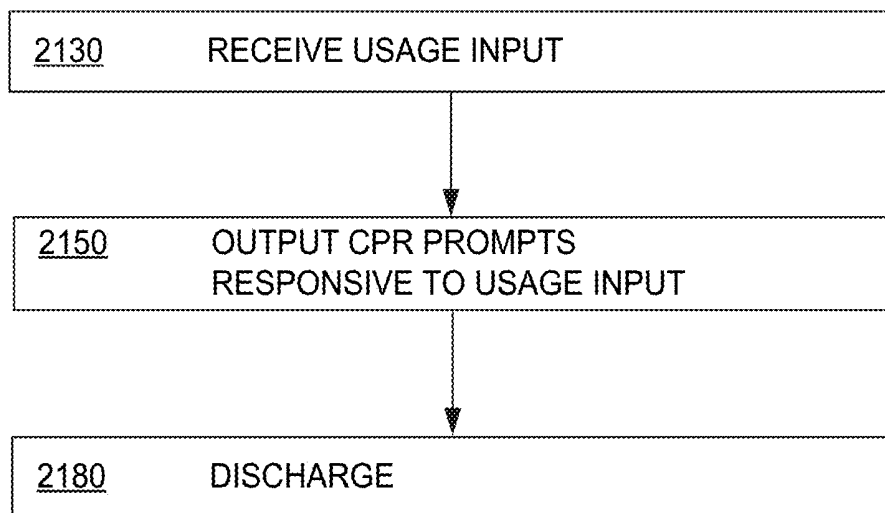 2130 RECEIVE USAGE INPUT
2150 OUTPUT CPR PROMPTS
RESPONSIVE TO USAGE INPUT
2180 DISCHARGE